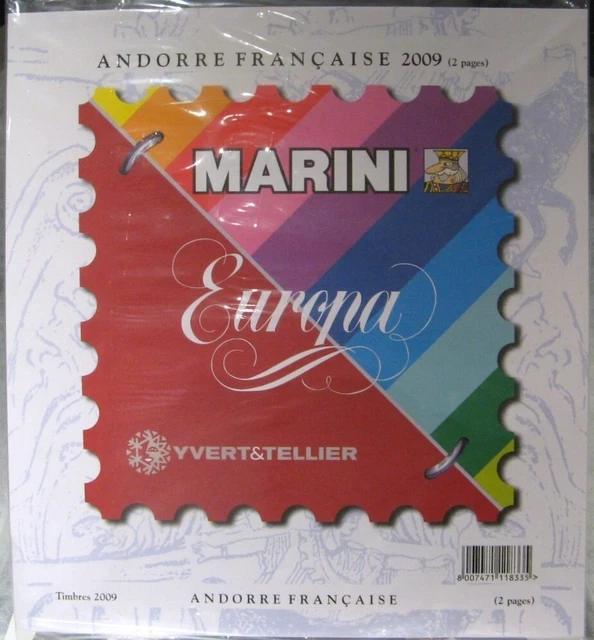 ANDORRE FRANÇAISE 2009 (2 pages)
MARINI
Europa
YVERT&TELLIER
8 007471 118335 >
Timbres 2009 ANDORRE FRANÇAISE (2 pages)